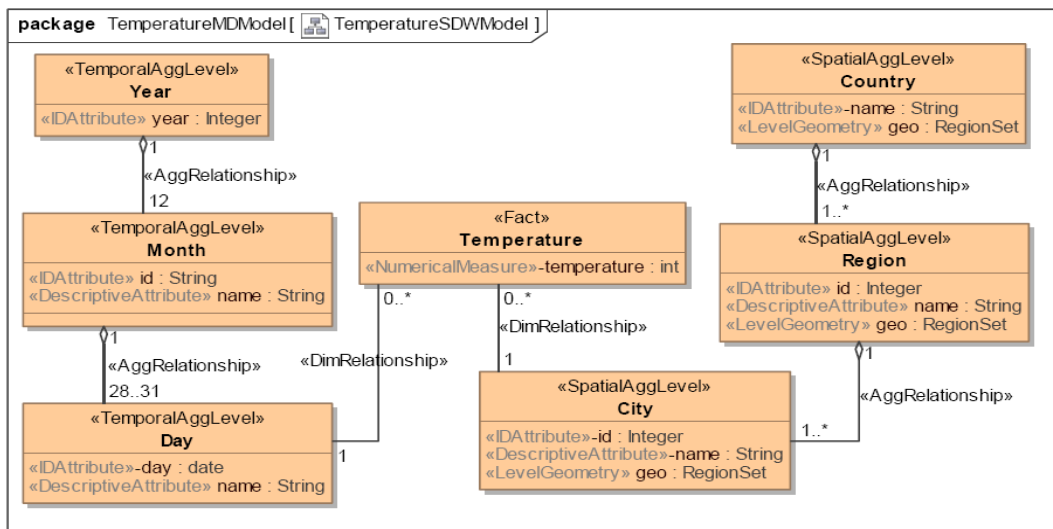 package TemperatureMDModel [ TemperatureSDWModel ]
«TemporalAggLevel»
Year
«IDAttribute» year : Integer
1
«AggRelationship»
12
«TemporalAggLevel»
Month
«IDAttribute» id : String
«DescriptiveAttribute» name : String
1
«AggRelationship»
28..31
«TemporalAggLevel»
Day
«IDAttribute»-day : date
«DescriptiveAttribute» name : String
1
«DimRelationship»
0..*
«Fact»
Temperature
«NumericalMeasure»-temperature : int
0..*
«DimRelationship»
1
«SpatialAggLevel»
City
«IDAttribute»-id : Integer
«DescriptiveAttribute»-name : String
«LevelGeometry» geo : RegionSet
1..*
«AggRelationship»
1
«SpatialAggLevel»
Region
«IDAttribute» id : Integer
«DescriptiveAttribute» name : String
«LevelGeometry» geo : RegionSet
1..*
«AggRelationship»
1
«SpatialAggLevel»
Country
«IDAttribute»-name : String
«LevelGeometry» geo : RegionSet